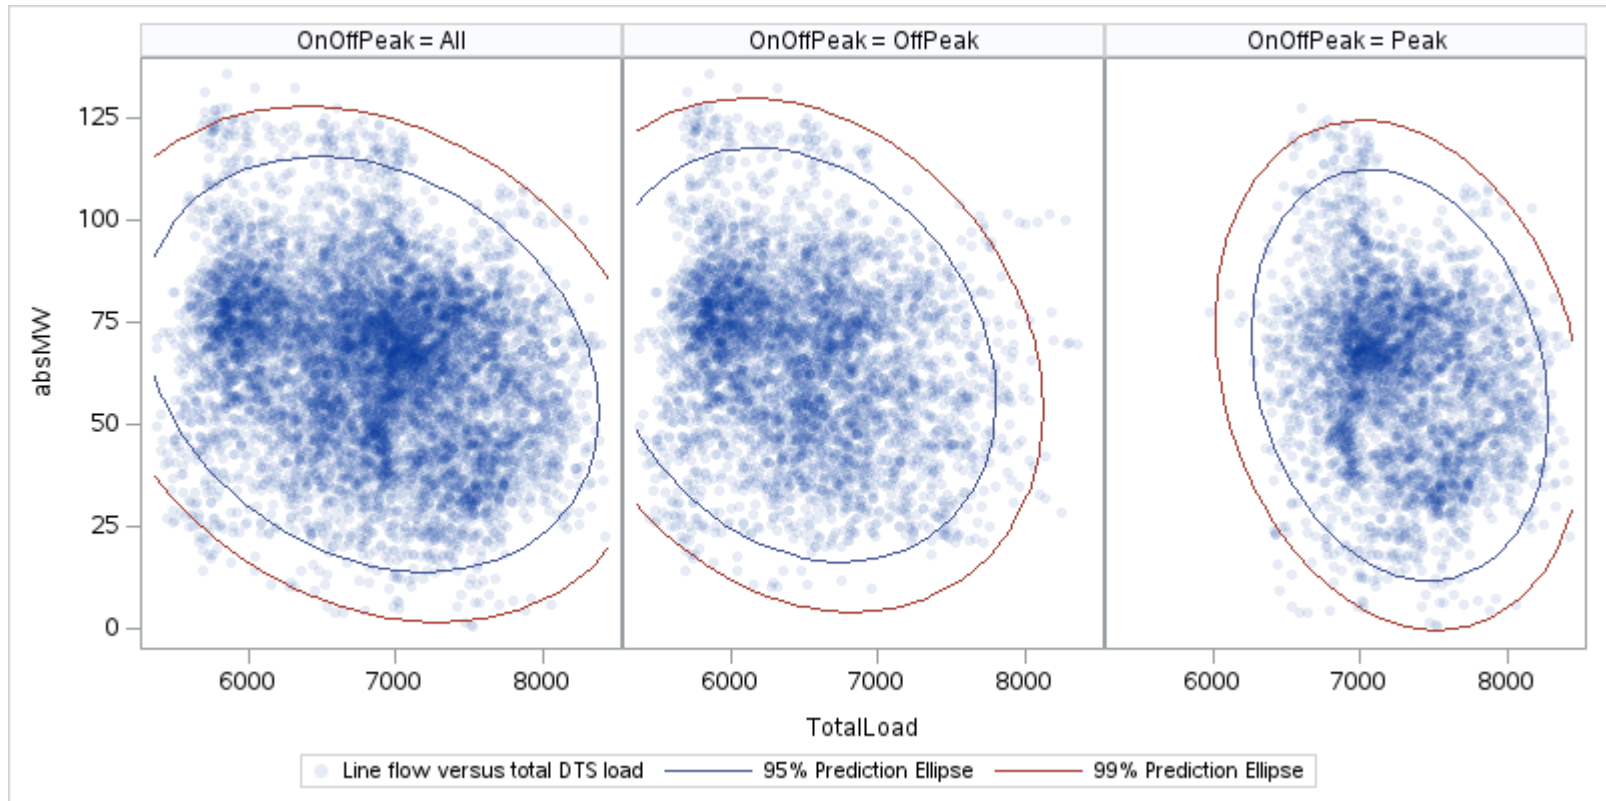 OnOffPeak = All
OnOffPeak = OffPeak
OnOffPeak = Peak
absMW
125
100
75
50
25
0
6000 7000 8000
6000 7000 8000
6000 7000 8000
TotalLoad
Line flow versus total DTS load
95% Prediction Ellipse
99% Prediction Ellipse